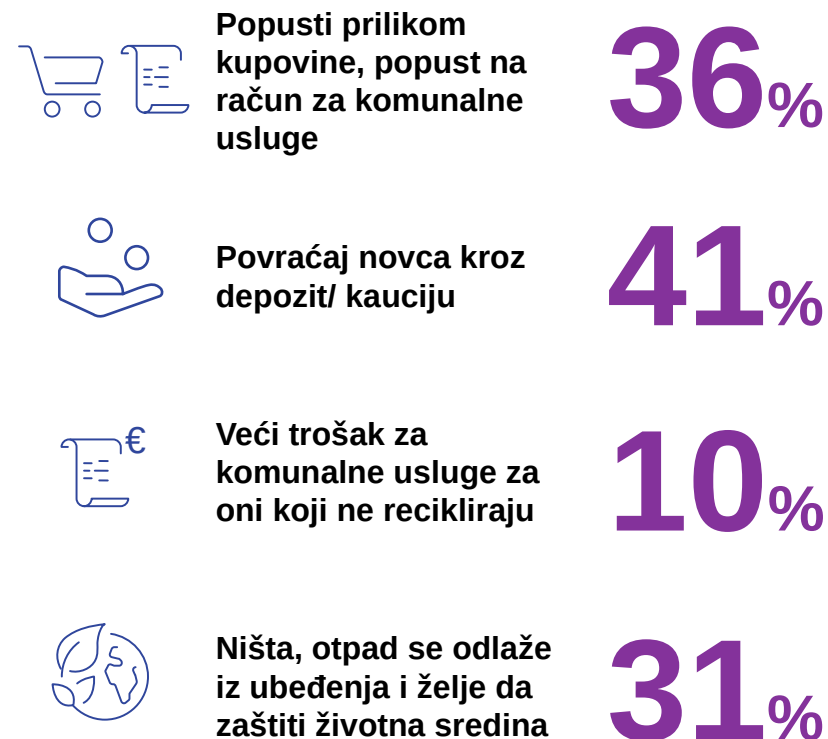 Popusti prilikom
kupovine, popust na
račun za komunalne
usluge
36%
Povraćaj novca kroz
depozit/ kauciju
41%
€
Veći trošak za
komunalne usluge za
oni koji ne recikliraju
10%
Ništa, otpad se odlaže
iz ubeđenja i želje da
zaštiti životna sredina
31%